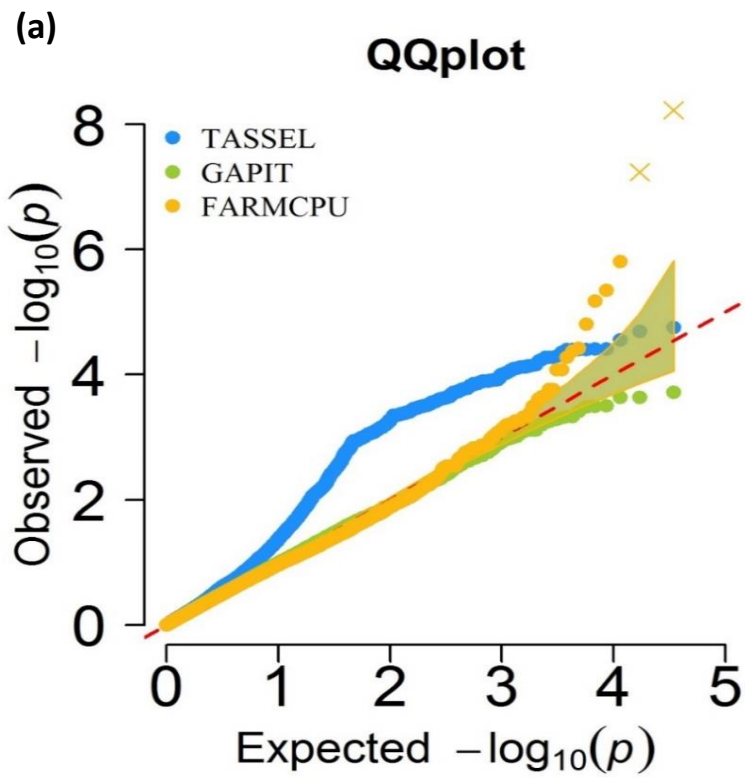 (a)
QQplot
TASSEL
GAPIT
FARMCPU
8
6
4
2
0
Observed −log₁₀(p)
0 1 2 3 4 5
Expected −log₁₀(p)